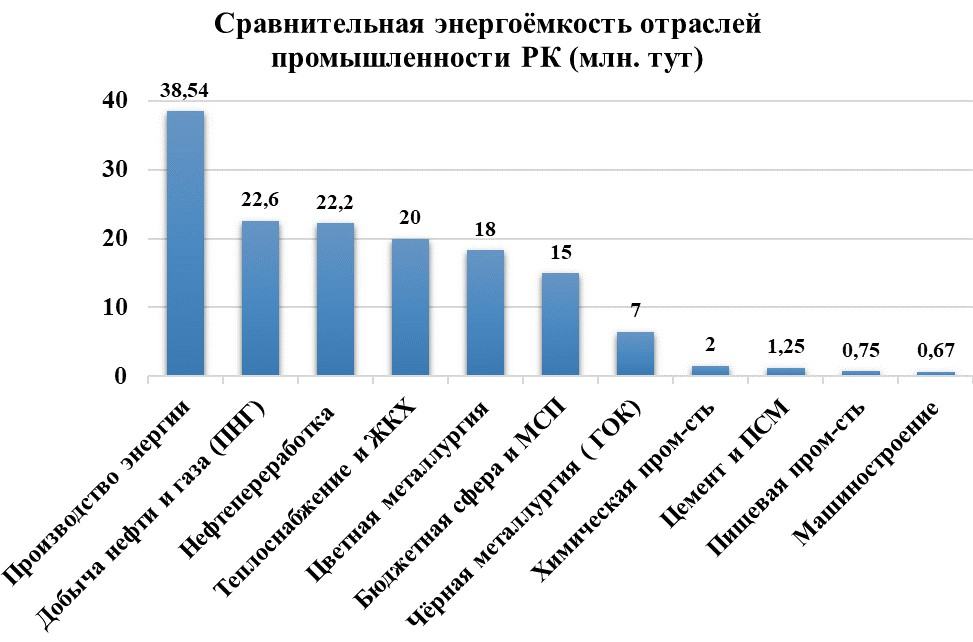 Сравнительная энергоёмкость отраслей
промышленности РК (млн. тут)
40
30
20
10
0
38,54
22,6
22,2
20
18
15
7
2
1,25
0,75
0,67
Производство энергии
Добыча нефти и газа (ПНГ)
Нефтепереработка
Теплоснабжение и ЖКХ
Цветная металлургия
Бюджетная сфера и МСП
Чёрная металлургия ( ГОК)
Химическая пром-сть
Цемент и ПСМ
Пищевая пром-сть
Машиностроение